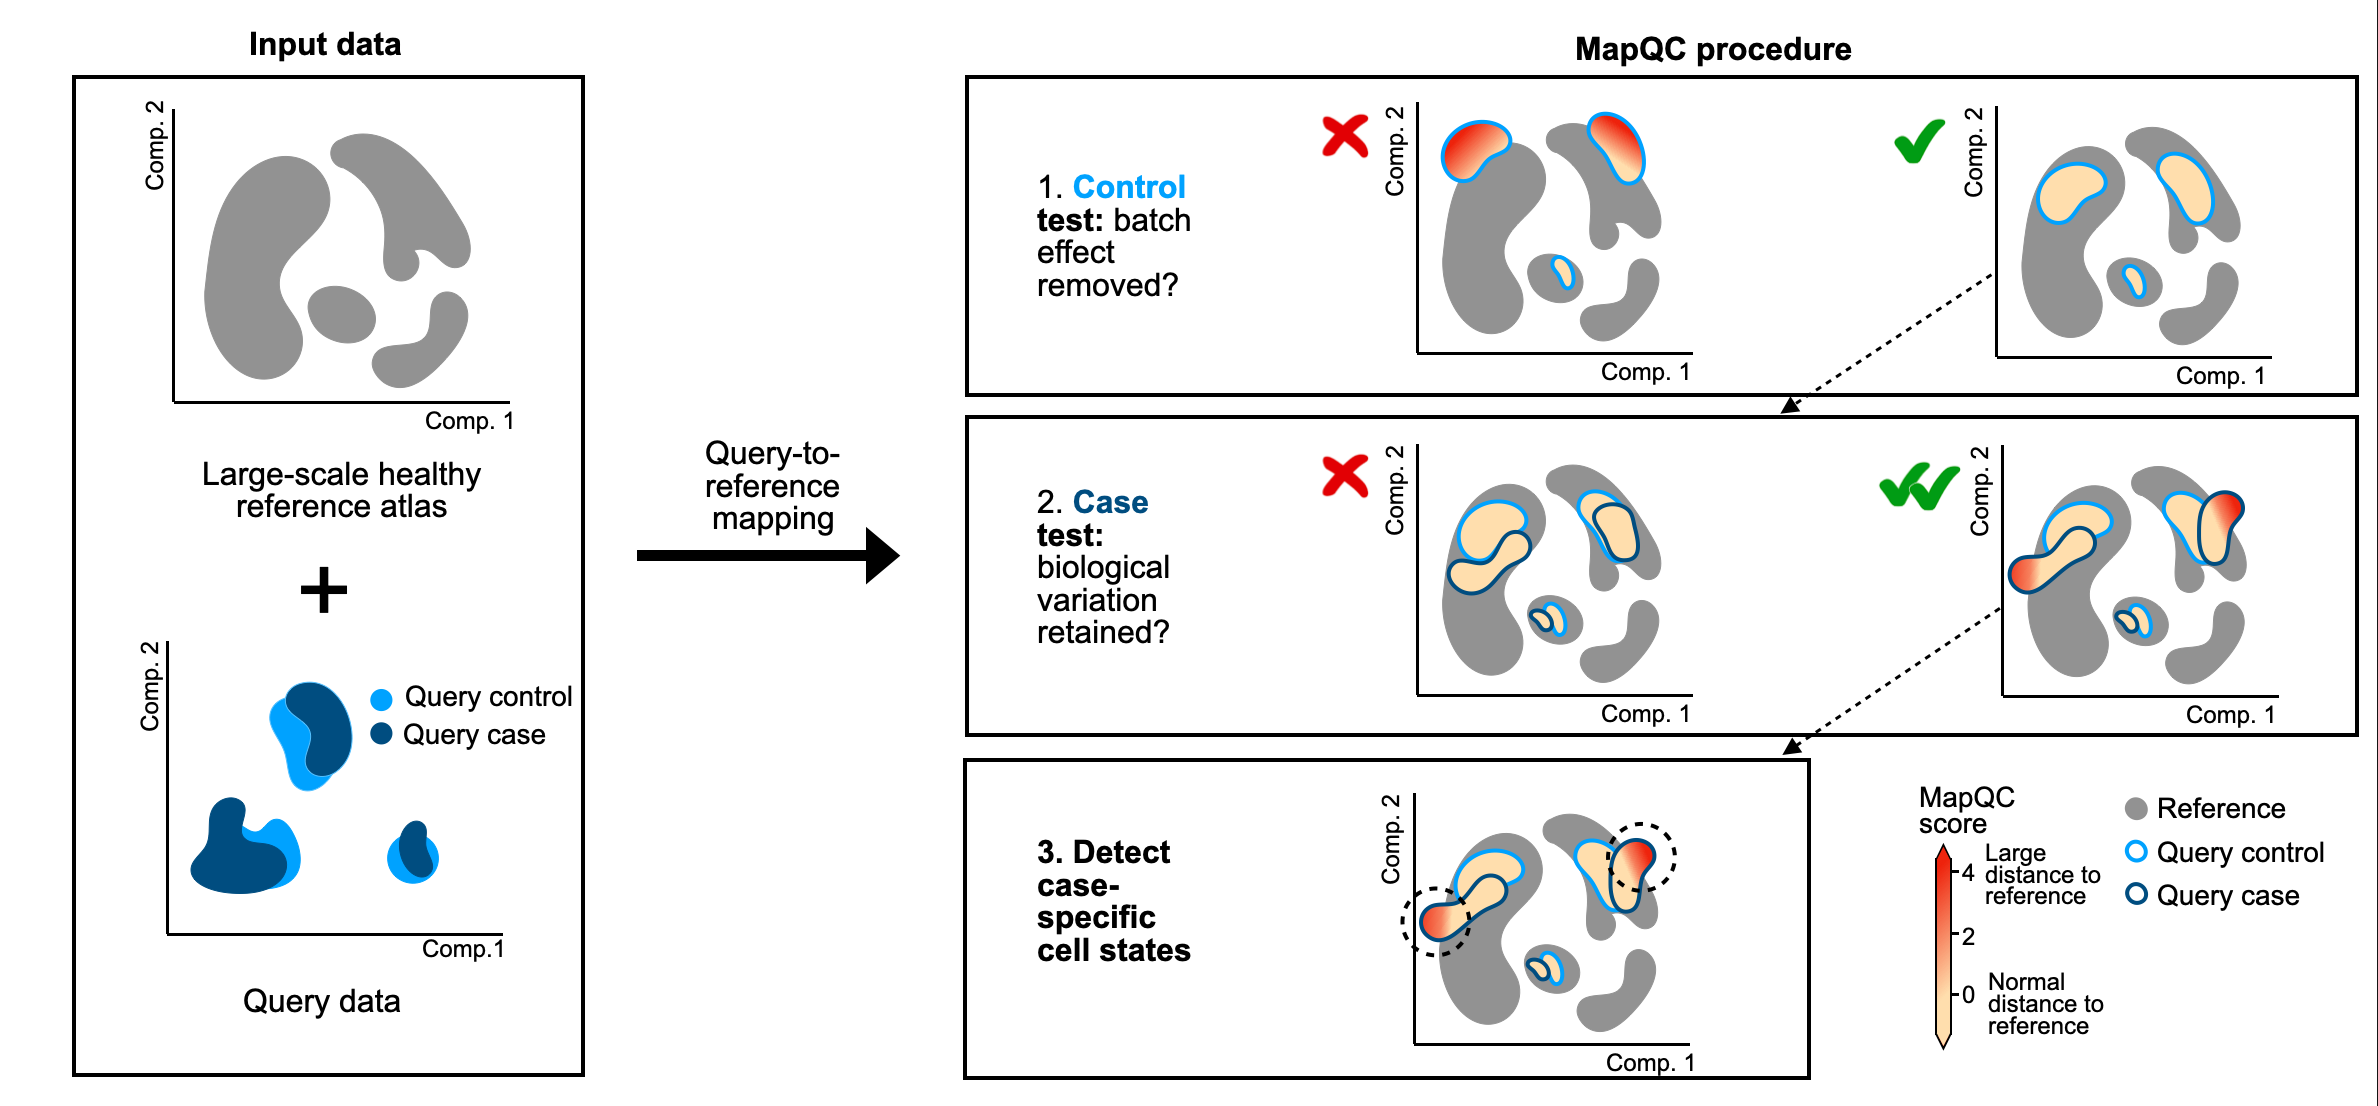 Input data
Comp. 2
Comp. 1
Large-scale healthy
reference atlas
+
Comp. 2
Query control
Query case
Comp.1
Query data
Query-to-
reference
mapping
MapQC procedure
1. Control
test: batch
effect
removed?
Comp. 2
Comp. 1
Comp. 2
Comp. 1
2. Case
test:
biological
variation
retained?
Comp. 2
Comp. 1
Comp. 2
Comp. 1
3. Detect
case-
specific
cell states
Comp. 2
Comp. 1
MapQC
score
4
2
0
Large
distance to
reference
Normal
distance to
reference
Reference
Query control
Query case